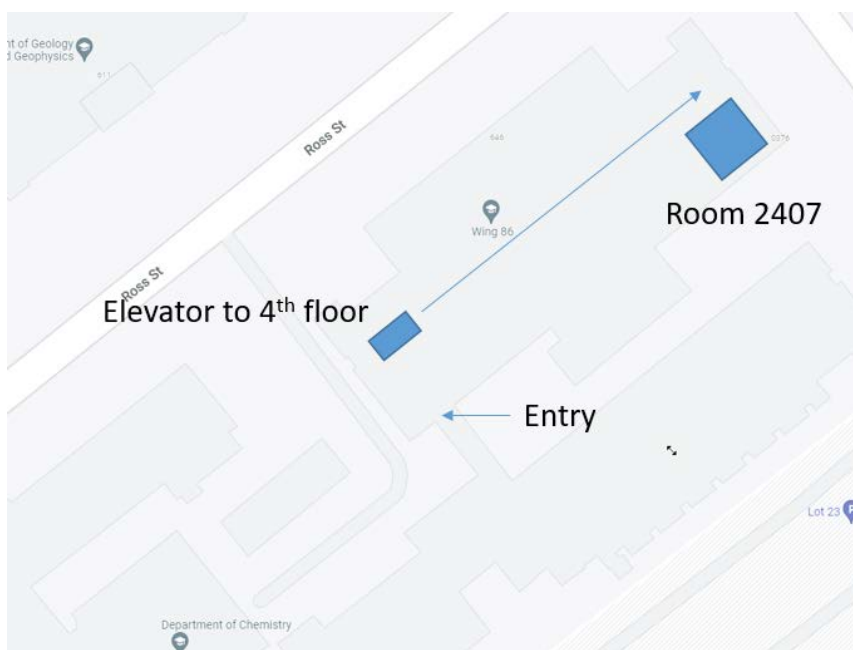 nt of Geology
d Geophysics
611
Ross St
646
0376
Wing 86
Room 2407
Ross St
Elevator to 4th floor
Entry
Lot 23
P
Department of Chemistry